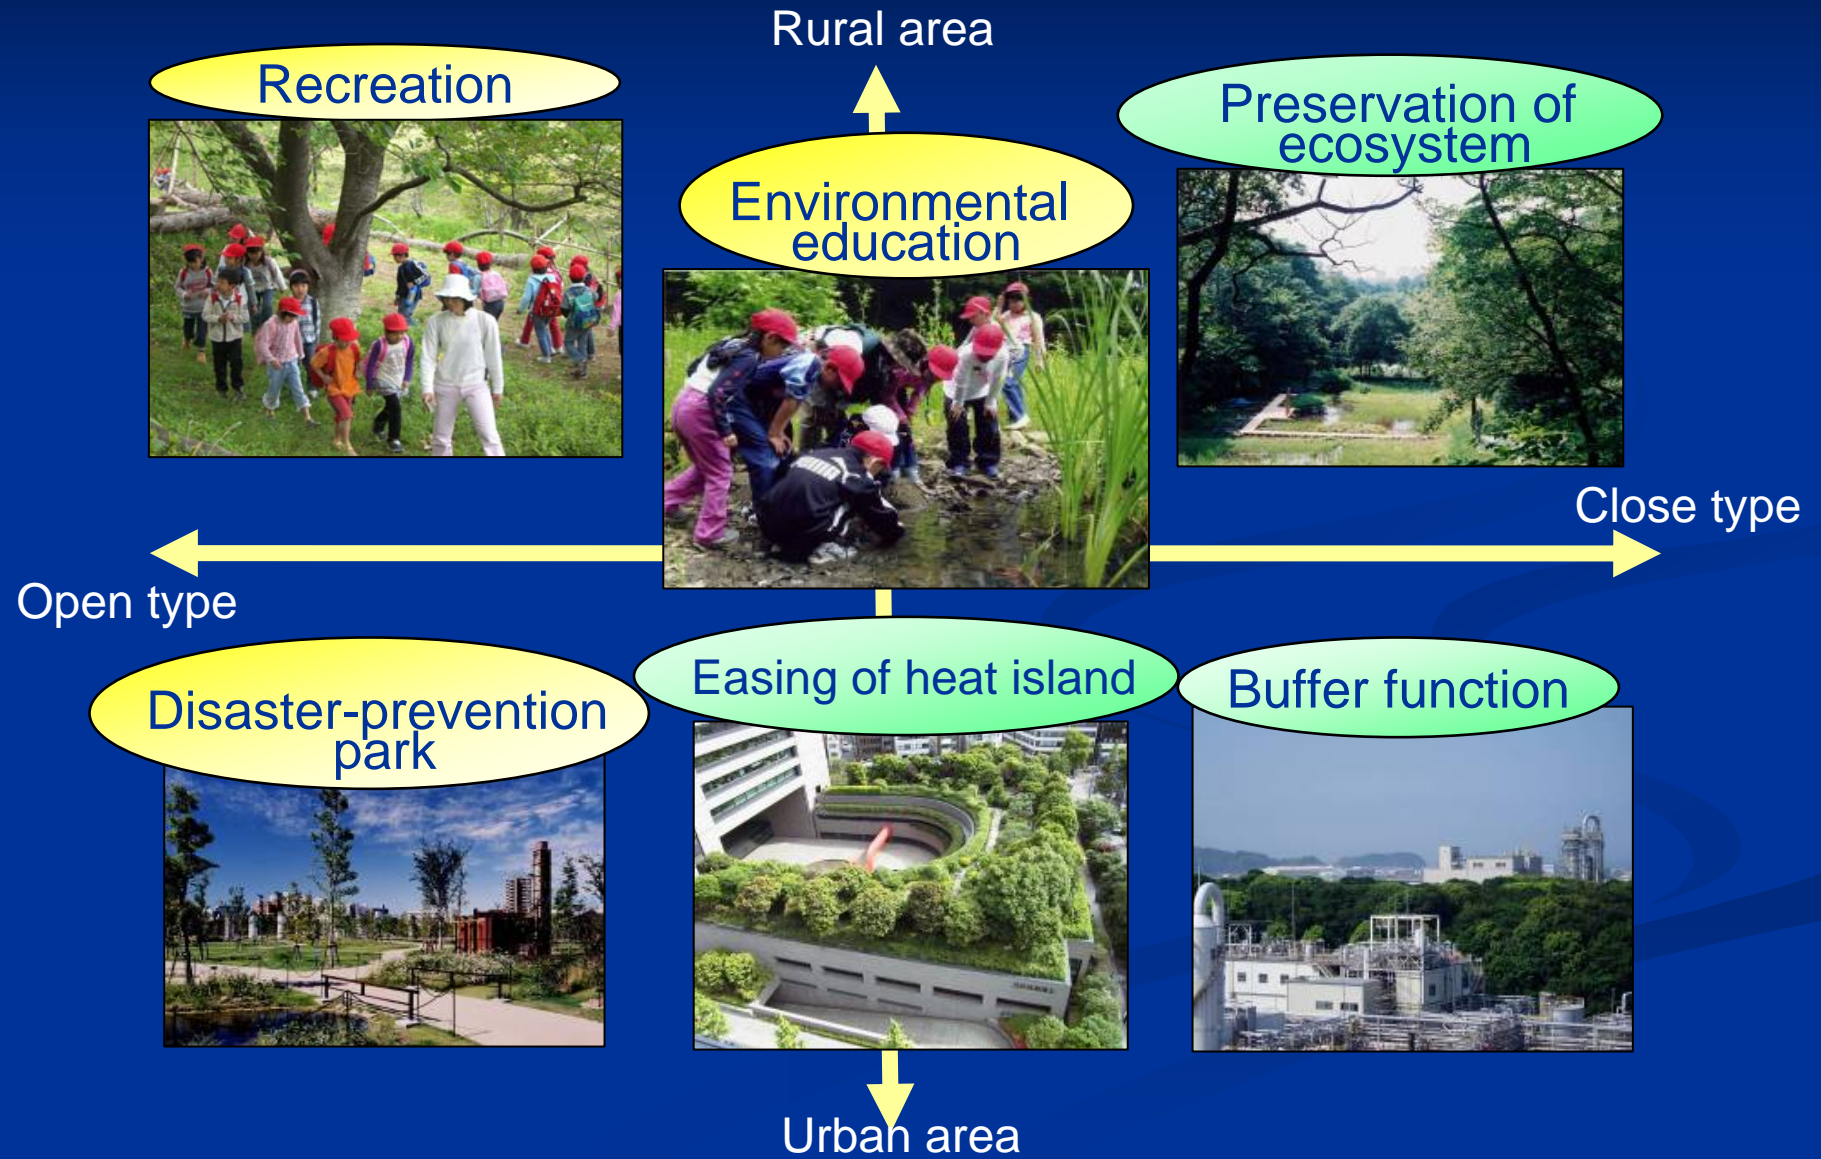 Rural area
Recreation
Preservation of
ecosystem
Environmental
education
Close type
Open type
Disaster-prevention
park
Easing of heat island
Buffer function
Urban area